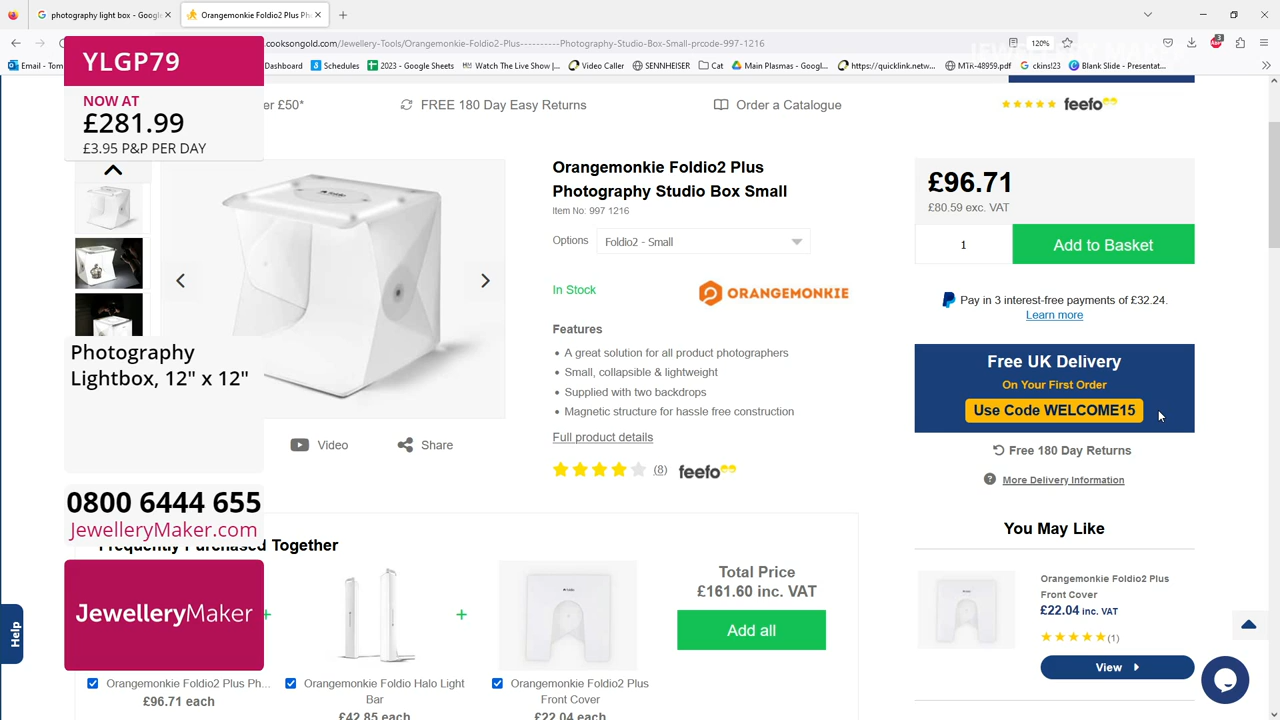 photography light box - Google
Orangemonkie Foldio2 Plus Ph
.cooksongold.com/Jewellery-Tools/Orangemonkie-Foldio2-Plus---------Photography-Studio-Box-Small-prcode-997-1216
120%
3
Email - Tom
Dashboard
Schedules
2023 - Google Sheets
Watch The Live Show |...
Video Caller
SENNHEISER
Cat
Main Plasmas - Googl...
https://quicklink.netw...
MTR-48959.pdf
ckins!23
Blank Slide - Presentat...
YLGP79
NOW AT
£281.99
£3.95 P&P PER DAY
er £50*
FREE 180 Day Easy Returns
Order a Catalogue
feefo
Orangemonkie Foldio2 Plus
Photography Studio Box Small
Item No: 997 1216
Options
Foldio2 - Small
In Stock
ORANGEMONKIE
Features
• A great solution for all product photographers
• Small, collapsible & lightweight
• Supplied with two backdrops
• Magnetic structure for hassle free construction
Full product details
(8)
feefo
£96.71
£80.59 exc. VAT
1
Add to Basket
Pay in 3 interest-free payments of £32.24.
Learn more
Free UK Delivery
On Your First Order
Use Code WELCOME15
Free 180 Day Returns
More Delivery Information
Photography
Lightbox, 12" x 12"
Video
Share
0800 6444 655
JewelleryMaker.com
JewelleryMaker
Frequently Purchased Together
+
+
Total Price
£161.60 inc. VAT
Add all
Orangemonkie Foldio2 Plus Ph...
£96.71 each
Orangemonkie Foldio Halo Light
Bar
£42.85 each
Orangemonkie Foldio2 Plus
Front Cover
£22.04 each
You May Like
Orangemonkie Foldio2 Plus
Front Cover
£22.04 inc. VAT
(1)
View
Help